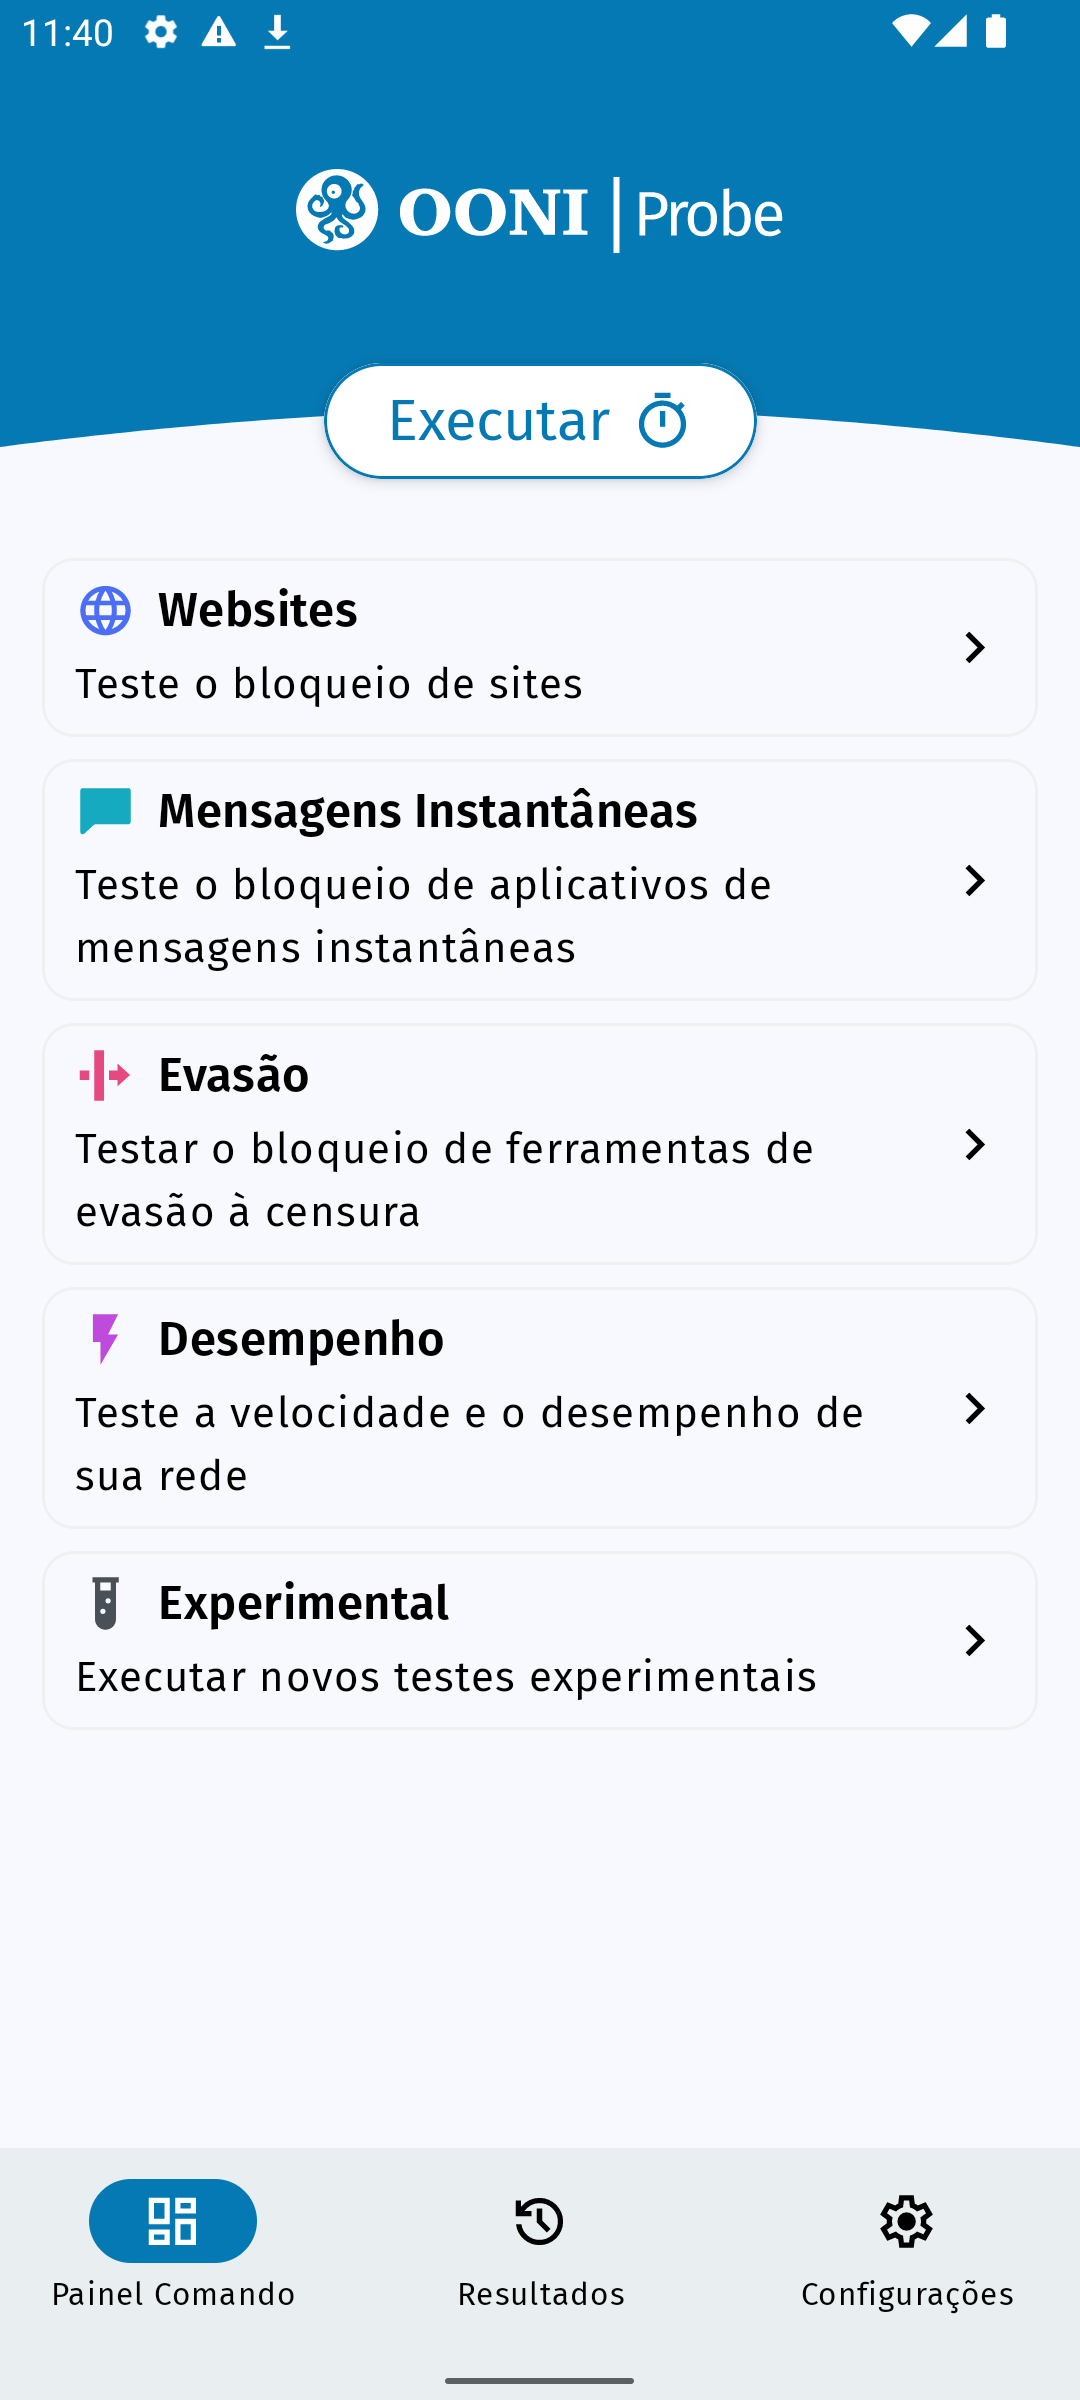 11:40
OONI | Probe
Executar
Websites
Teste o bloqueio de sites
Mensagens Instantâneas
Teste o bloqueio de aplicativos de
mensagens instantâneas
Evasão
Testar o bloqueio de ferramentas de
evasão à censura
Desempenho
Teste a velocidade e o desempenho de
sua rede
Experimental
Executar novos testes experimentais
Painel Comando
Resultados
Configurações